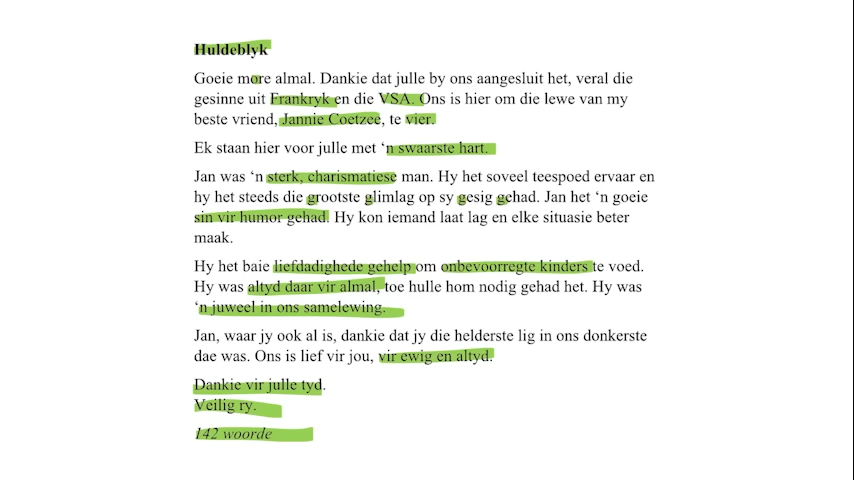 Huldeblyk
Goeie more almal. Dankie dat julle by ons aangesluit het, veral die
gesinne uit Frankryk en die VSA. Ons is hier om die lewe van my
beste vriend, Jannie Coetzee, te vier.
Ek staan hier voor julle met ‘n swaarste hart.
Jan was ‘n sterk, charismatiese man. Hy het soveel teespoed ervaar en
hy het steeds die grootste glimlag op sy gesig gehad. Jan het ‘n goeie
sin vir humor gehad. Hy kon iemand laat lag en elke situasie beter
maak.
Hy het baie liefdadighede gehelp om onbevoorregte kinders te voed.
Hy was altyd daar vir almal, toe hulle hom nodig gehad het. Hy was
‘n juweel in ons samelewing.
Jan, waar jy ook al is, dankie dat jy die helderste lig in ons donkerste
dae was. Ons is lief vir jou, vir ewig en altyd.
Dankie vir julle tyd.
Veilig ry.
142 woorde